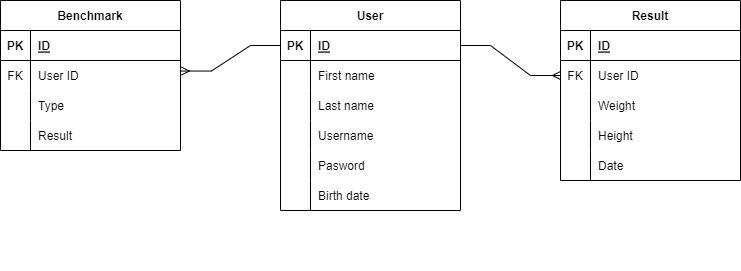 Benchmark
PK ID
FK User ID
Type
Result
User
PK ID
First name
Last name
Username
Pasword
Birth date
Result
PK ID
FK User ID
Weight
Height
Date